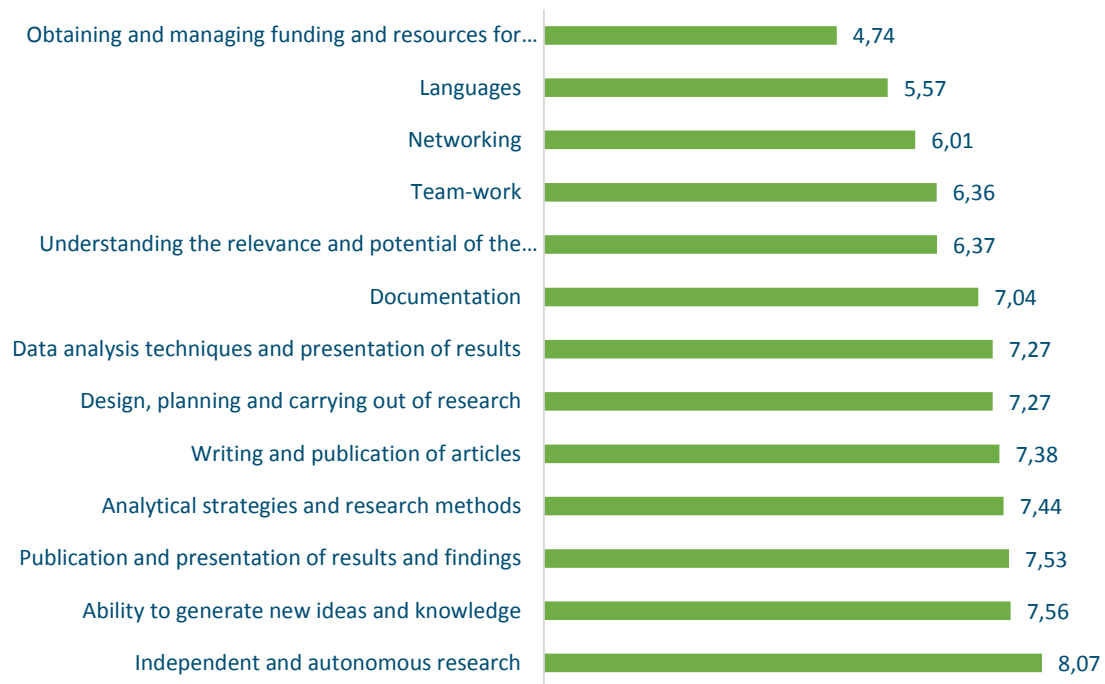 Obtaining and managing funding and resources for… 4,74
Languages 5,57
Networking 6,01
Team-work 6,36
Understanding the relevance and potential of the… 6,37
Documentation 7,04
Data analysis techniques and presentation of results 7,27
Design, planning and carrying out of research 7,27
Writing and publication of articles 7,38
Analytical strategies and research methods 7,44
Publication and presentation of results and findings 7,53
Ability to generate new ideas and knowledge 7,56
Independent and autonomous research 8,07